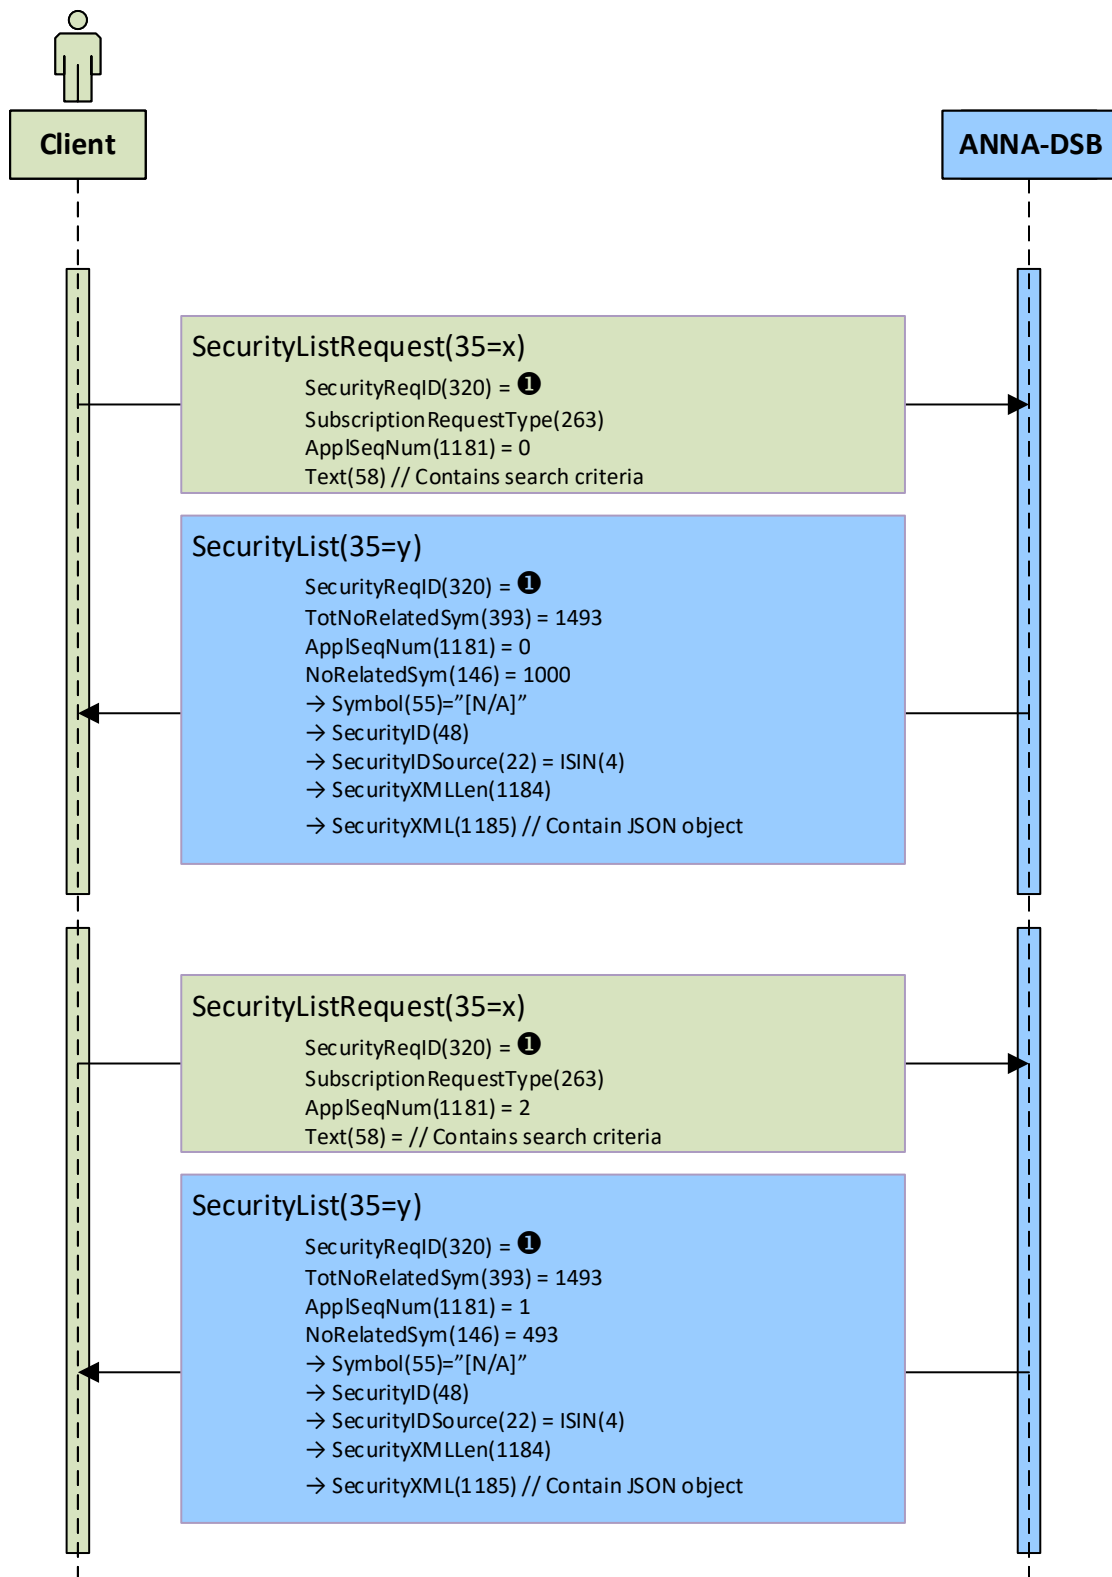 Client
ANNA-DSB
SecurityListRequest(35=x)
SecurityReqID(320) = ❶
SubscriptionRequestType(263)
ApplSeqNum(1181) = 0
Text(58) // Contains search criteria
SecurityList(35=y)
SecurityReqID(320) = ❶
TotNoRelatedSym(393) = 1493
ApplSeqNum(1181) = 0
NoRelatedSym(146) = 1000
→ Symbol(55)=”[N/A]”
→ SecurityID(48)
→ SecurityIDSource(22) = ISIN(4)
→ SecurityXMLLen(1184)
→ SecurityXML(1185) // Contain JSON object
SecurityListRequest(35=x)
SecurityReqID(320) = ❶
SubscriptionRequestType(263)
ApplSeqNum(1181) = 2
Text(58) = // Contains search criteria
SecurityList(35=y)
SecurityReqID(320) = ❶
TotNoRelatedSym(393) = 1493
ApplSeqNum(1181) = 1
NoRelatedSym(146) = 493
→ Symbol(55)=”[N/A]”
→ SecurityID(48)
→ SecurityIDSource(22) = ISIN(4)
→ SecurityXMLLen(1184)
→ SecurityXML(1185) // Contain JSON object